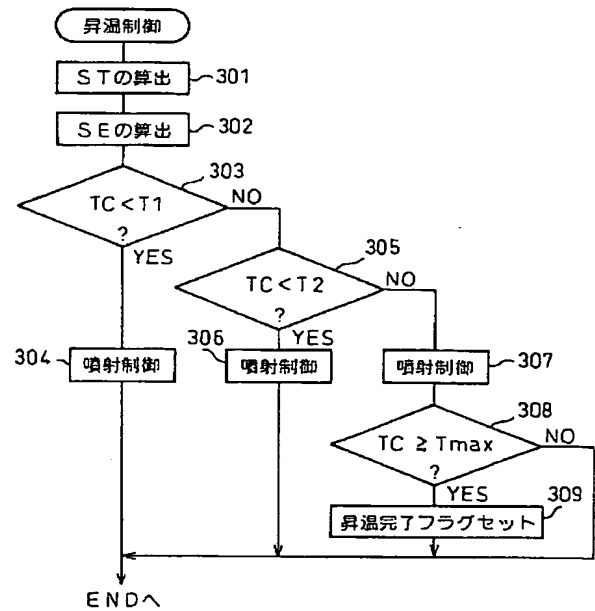 昇温制御
STの算出
301
SEの算出
302
303
TC<T1
?
NO
YES
305
TC<T2
?
NO
YES
304
噴射制御
306
噴射制御
噴射制御
307
308
TC≧Tmax
?
NO
YES
309
昇温完了フラグセット
ENDへ